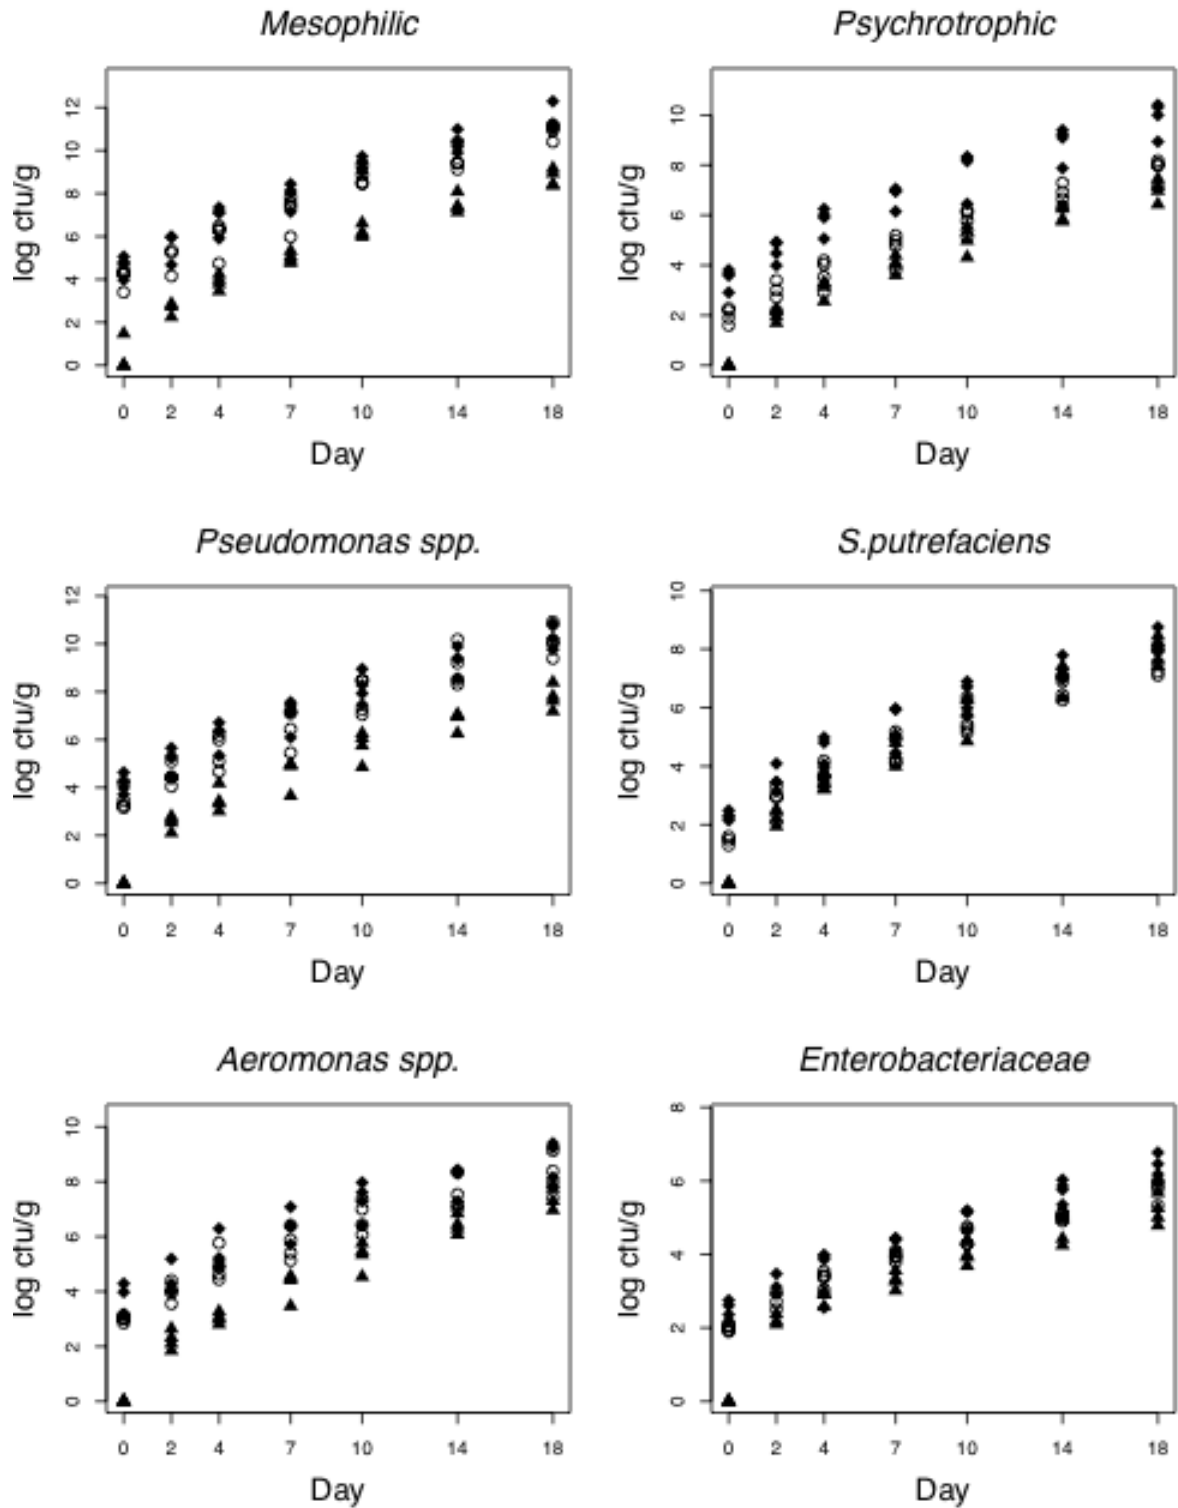 Mesophilic
log cfu/g
12
10
8
6
4
2
0
0 2 4 7 10 14 18
Day
Psychrotrophic
log cfu/g
10
8
6
4
2
0
0 2 4 7 10 14 18
Day
Pseudomonas spp.
log cfu/g
12
10
8
6
4
2
0
0 2 4 7 10 14 18
Day
S.putrefaciens
log cfu/g
10
8
6
4
2
0
0 2 4 7 10 14 18
Day
Aeromonas spp.
log cfu/g
10
8
6
4
2
0
0 2 4 7 10 14 18
Day
Enterobacteriaceae
log cfu/g
8
6
4
2
0
0 2 4 7 10 14 18
Day